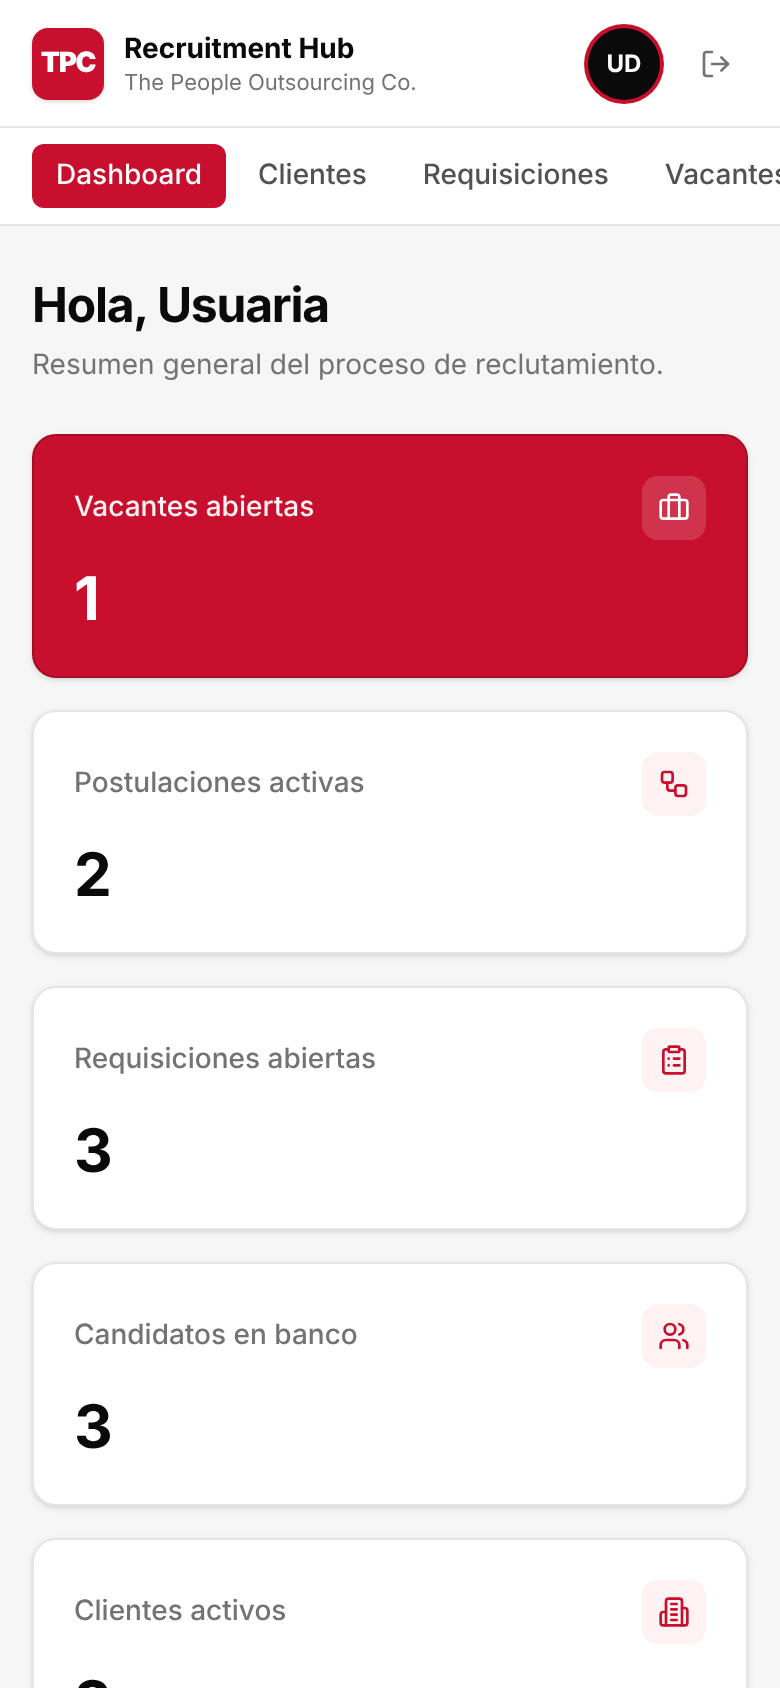 TPC
Recruitment Hub
The People Outsourcing Co.
UD
Dashboard
Clientes
Requisiciones
Vacantes
Hola, Usuaria
Resumen general del proceso de reclutamiento.
Vacantes abiertas
1
Postulaciones activas
2
Requisiciones abiertas
3
Candidatos en banco
3
Clientes activos